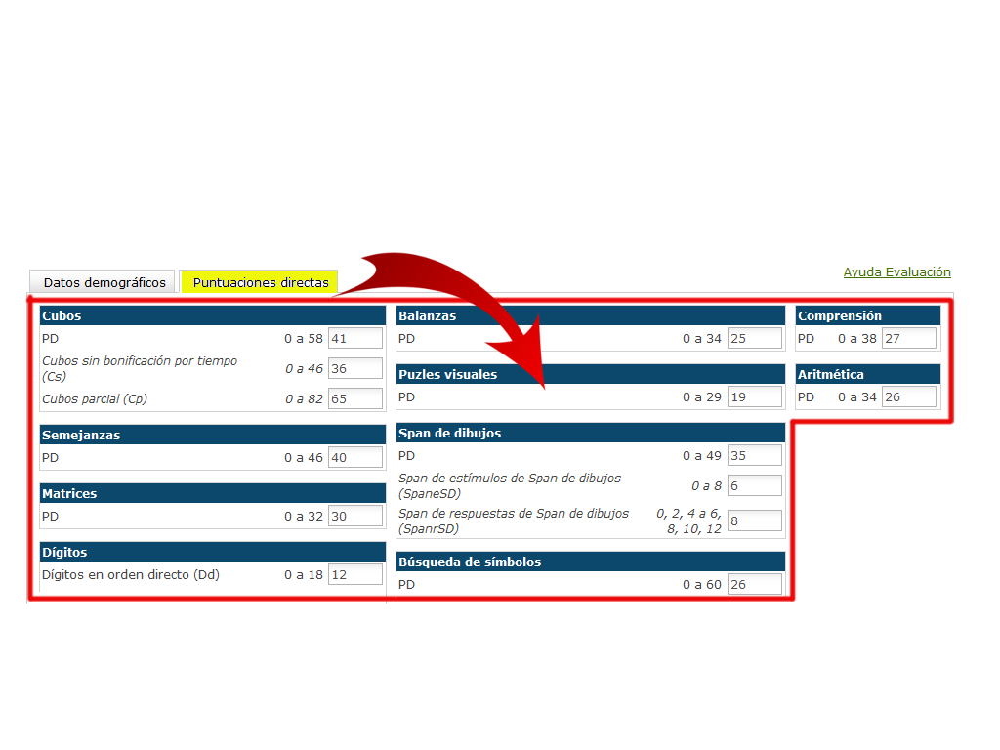 Datos demográficos
Puntuaciones directas
Ayuda Evaluación
Cubos
PD 0 a 58 41
Cubos sin bonificación por tiempo
(Cs) 0 a 46 36
Cubos parcial (Cp) 0 a 82 65
Semejanzas
PD 0 a 46 40
Matrices
PD 0 a 32 30
Dígitos
Dígitos en orden directo (Dd) 0 a 18 12
Balanzas
PD 0 a 34 25
Puzles visuales
PD 0 a 29 19
Span de dibujos
PD 0 a 49 35
Span de estímulos de Span de dibujos
(SpaneSD) 0 a 8 6
Span de respuestas de Span de dibujos 0, 2, 4 a 6,
(SpanrSD) 8, 10, 12 8
Búsqueda de símbolos
PD 0 a 60 26
Comprensión
PD 0 a 38 27
Aritmética
PD 0 a 34 26